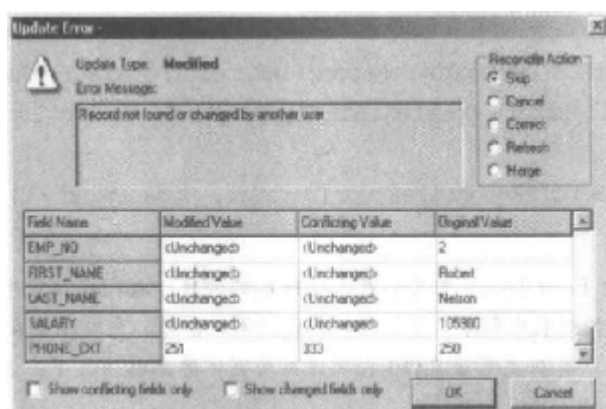 Update Error -
Update Type: Modified
Error Message:
Record not found or changed by another user
Reconcile Action
Skip
Cancel
Correct
Refresh
Merge
Field Name Modified Value Conflicting Value Original Value
EMP_NO <Unchanged> <Unchanged> 2
FIRST_NAME <Unchanged> <Unchanged> Robert
LAST_NAME <Unchanged> <Unchanged> Nelson
SALARY <Unchanged> <Unchanged> 105900
PHONE_EXT 251 333 250
Show conflicting fields only Show changed fields only OK Cancel